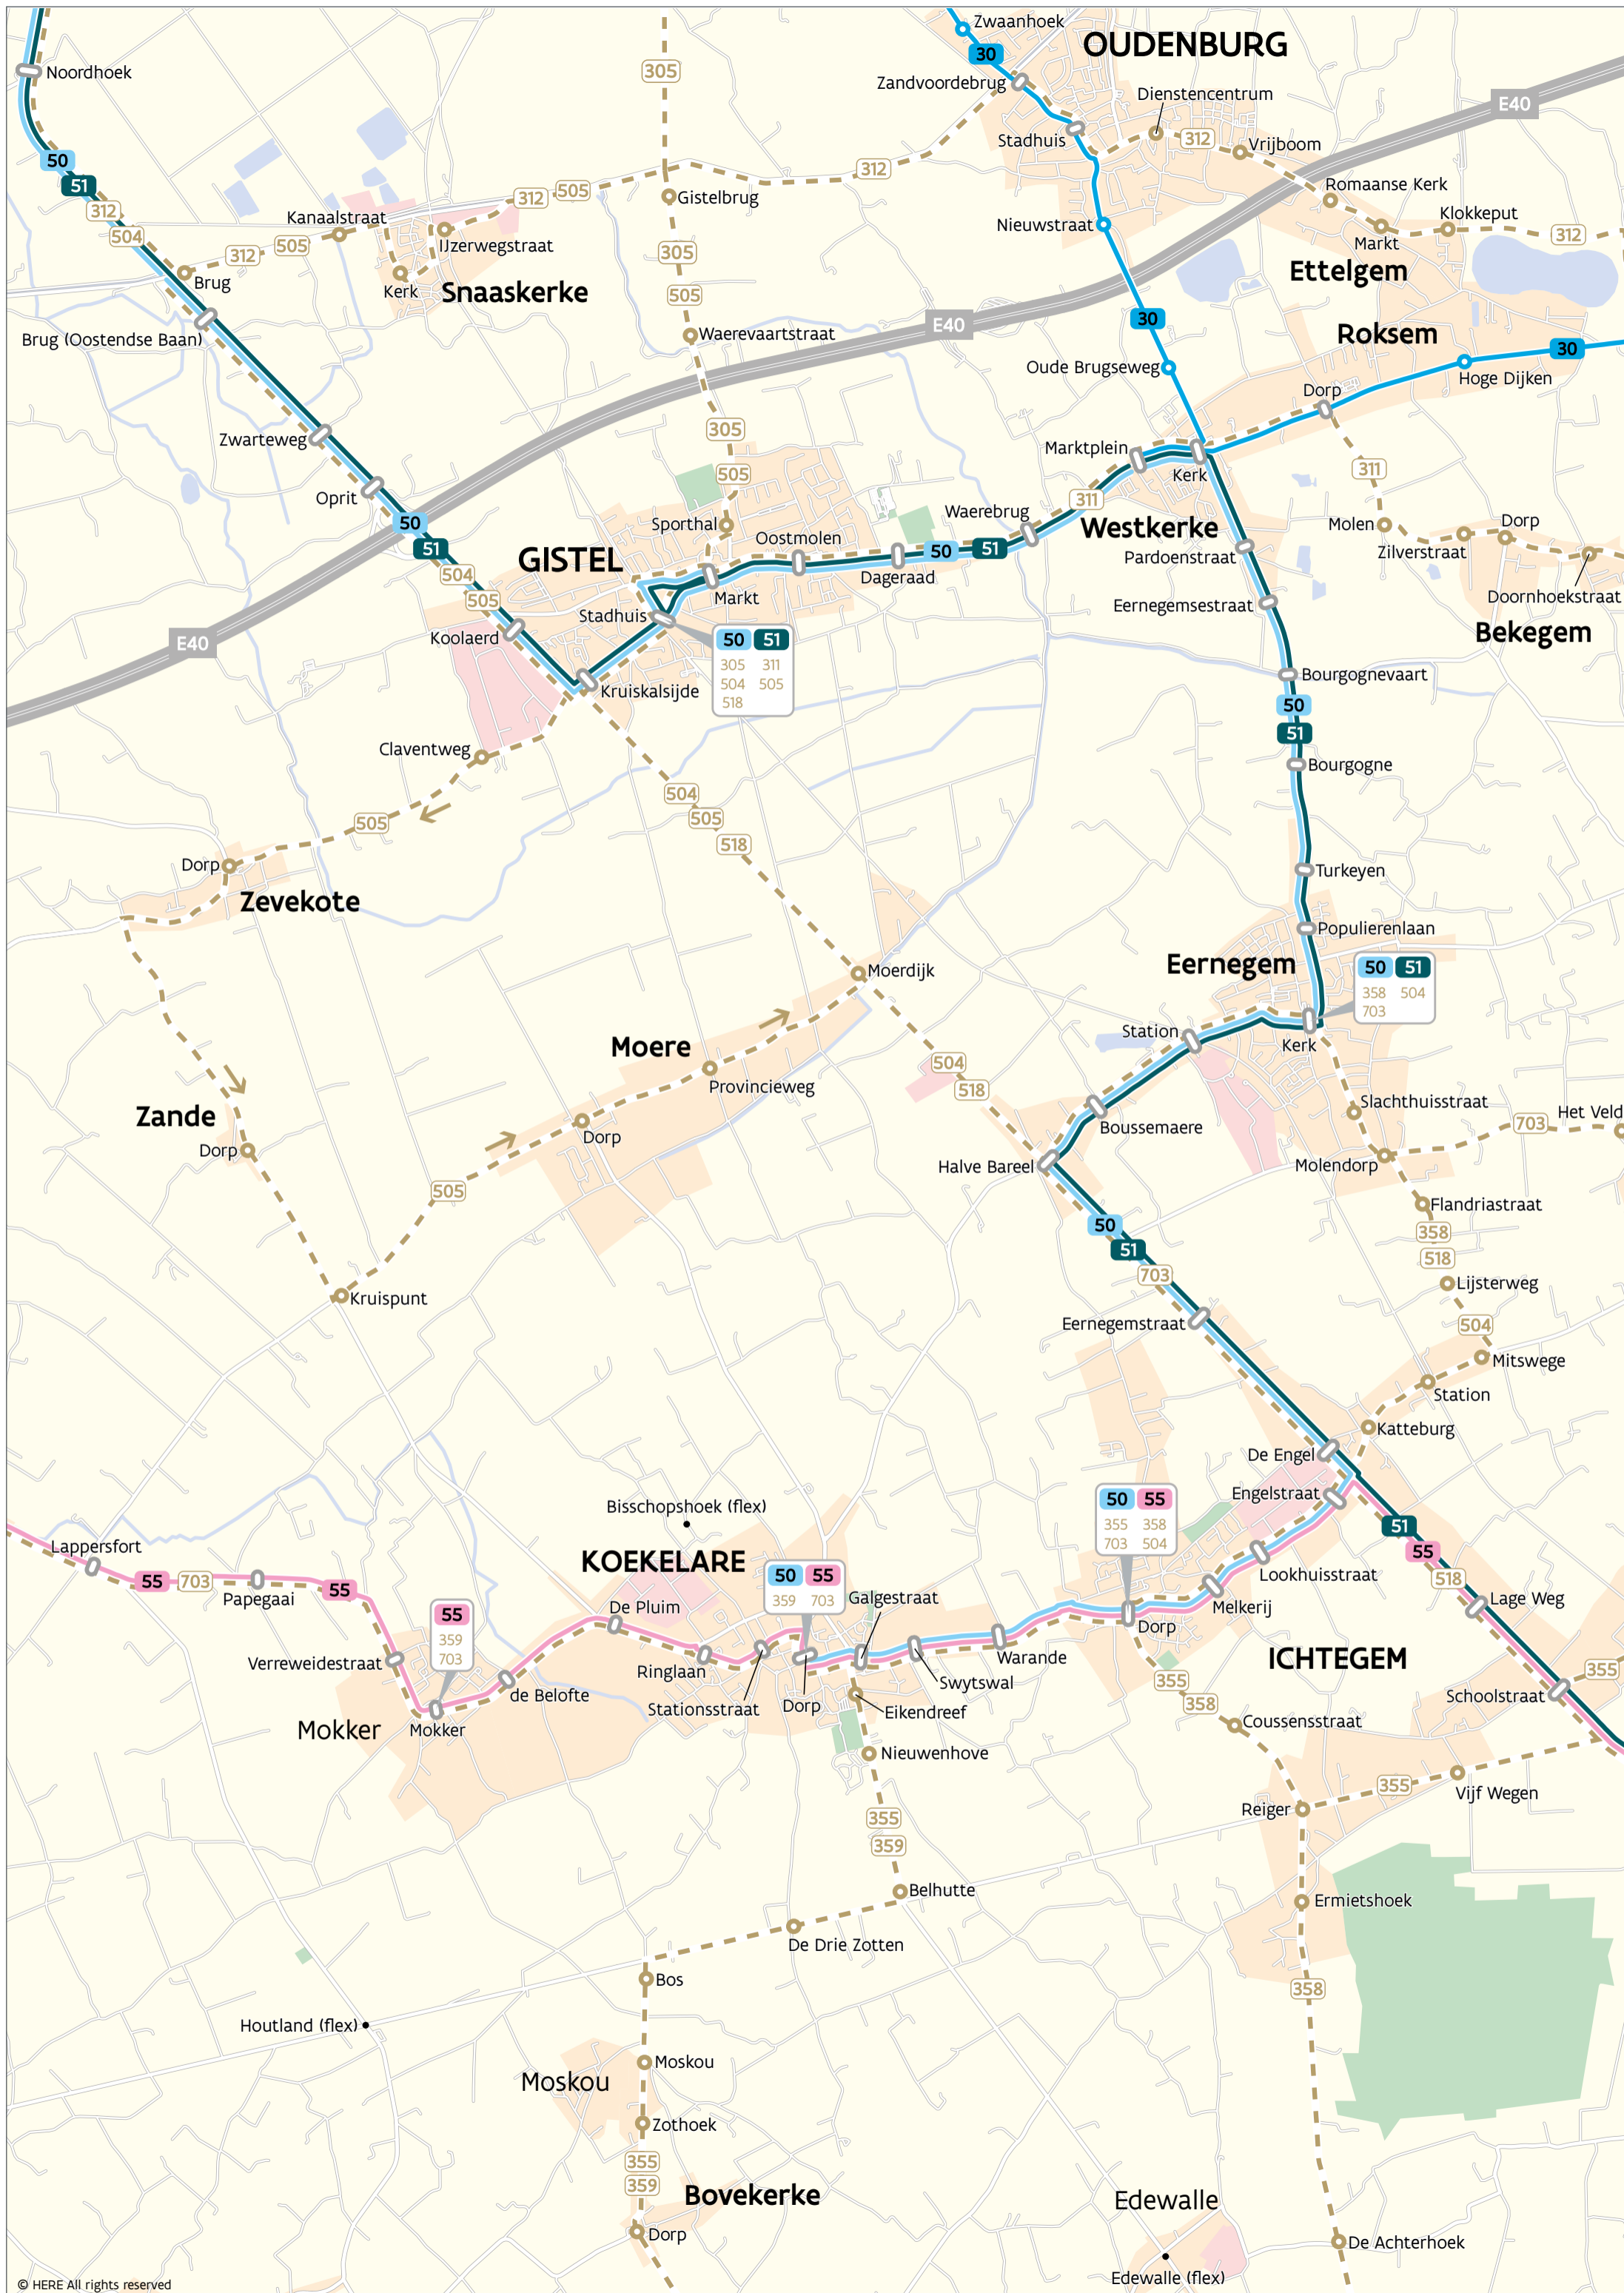 Zwaanhoek
30
OUDENBURG
Noordhoek
305
Zandvoordebrug
Dienstencentrum
E40
Stadhuis
312
Vrijboom
50
51
312
504
Kanaalstraat
312
505
312
Gistelbrug
Romaanse Kerk
Klokkeput
Nieuwstraat
Markt
312
312
505
IJzerwegstraat
305
Ettelgem
Brug
Kerk
Snaaskerke
505
Brug (Oostendse Baan)
Waerevaartstraat
E40
30
Roksem
30
Oude Brugseweg
Hoge Dijken
Dorp
Zwarteweg
305
Marktplein
Kerk
311
505
Oprit
311
Sporthal
Waerebrug
Westkerke
Molen
Dorp
Zilverstraat
50
51
Oostmolen
50
51
Pardoenstraat
GISTEL
Dageraad
504
505
Markt
Doornhoekstraat
Eernegemsestraat
Stadhuis
Bekegem
E40
Koolaerd
50 51
305 311
504 505
518
Kruiskalsijde
Bourgognevaart
50
51
Claventweg
Bourgogne
504
505
518
505
Dorp
Turkeyen
Zevekote
Populierenlaan
Eernegem
50 51
358 504
703
Moerdijk
Station
Kerk
Moere
504
518
Provincieweg
Zande
Slachthuisstraat
Het Veld
703
Boussemaere
Dorp
Dorp
Halve Bareel
Molendorp
505
Flandriastraat
50
51
358
518
703
Lijsterweg
Kruispunt
Eernegemstraat
504
Mitswege
Station
Katteburg
De Engel
Engelstraat
50 55
355 358
703 504
Bisschopshoek (flex)
51
55
Lappersfort
KOEKELARE
518
55
703
55
Papegaai
50 55
359 703
Galgestraat
Lookhuisstraat
Lage Weg
De Pluim
Melkerij
55
359
703
Dorp
Verreweidestraat
Ringlaan
Warande
ICHTEGEM
355
Swytswal
Stationsstraat
Dorp
355
358
Schoolstraat
de Belofte
Eikendreef
Mokker
Mokker
Coussensstraat
Nieuwenhove
355
Vijf Wegen
Reiger
355
359
Belhutte
Ermietshoek
De Drie Zotten
Bos
358
Houtland (flex)
Moskou
Moskou
Zothoek
355
359
Bovekerke
Edewalle
Dorp
De Achterhoek
Edewalle (flex)
© HERE All rights reserved